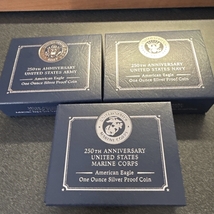 250TH ANNIVERSARY
UNITED STATES ARMY
American Eagle
One Ounce Silver Proof Coin
250TH ANNIVERSARY
UNITED STATES NAVY
American Eagle
One Ounce Silver Proof Coin
250TH ANNIVERSARY
UNITED STATES
MARINE CORPS
American Eagle
One Ounce Silver Proof Coin